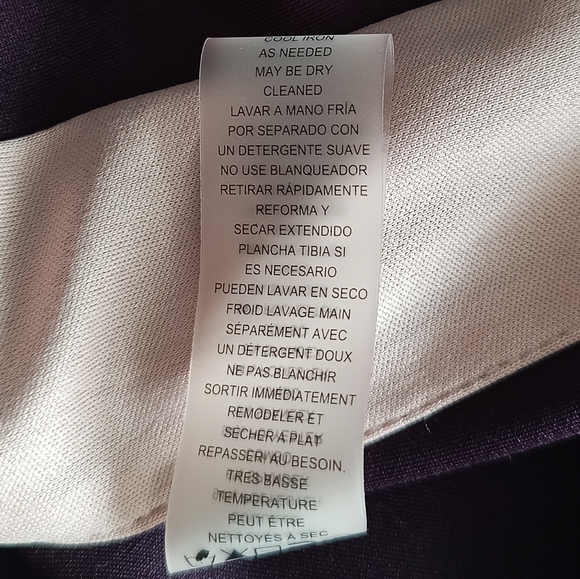 COOL IRON
AS NEEDED
MAY BE DRY
CLEANED
LAVAR A MANO FRÍA
POR SEPARADO CON
UN DETERGENTE SUAVE
NO USE BLANQUEADOR
RETIRAR RÁPIDAMENTE
REFORMA Y
SECAR EXTENDIDO
PLANCHA TIBIA SI
ES NECESARIO
PUEDEN LAVAR EN SECO
FROID LAVAGE MAIN
SÉPARÉMENT AVEC
UN DÉTERGENT DOUX
NE PAS BLANCHIR
SORTIR IMMÉDIATEMENT
REMODELER ET
SÉCHER A PLAT
REPASSER AU BESOIN,
TRES BASSE
TEMPERATURE
PEUT ÊTRE
NETTOYÉS À SEC